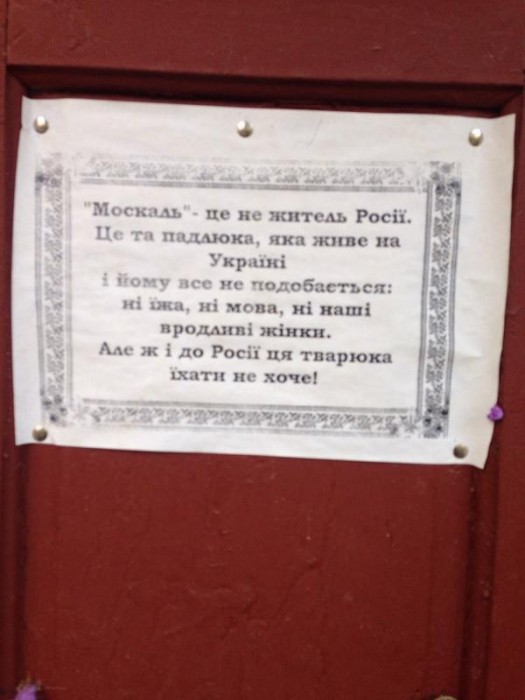 "Москаль"- це не житель Росії.
Це та падлюка, яка живе на
Україні
і йому все не подобається:
ні їжа, ні мова, ні наші
вродливі жінки.
Але ж і до Росії ця тварюка
їхати не хоче!